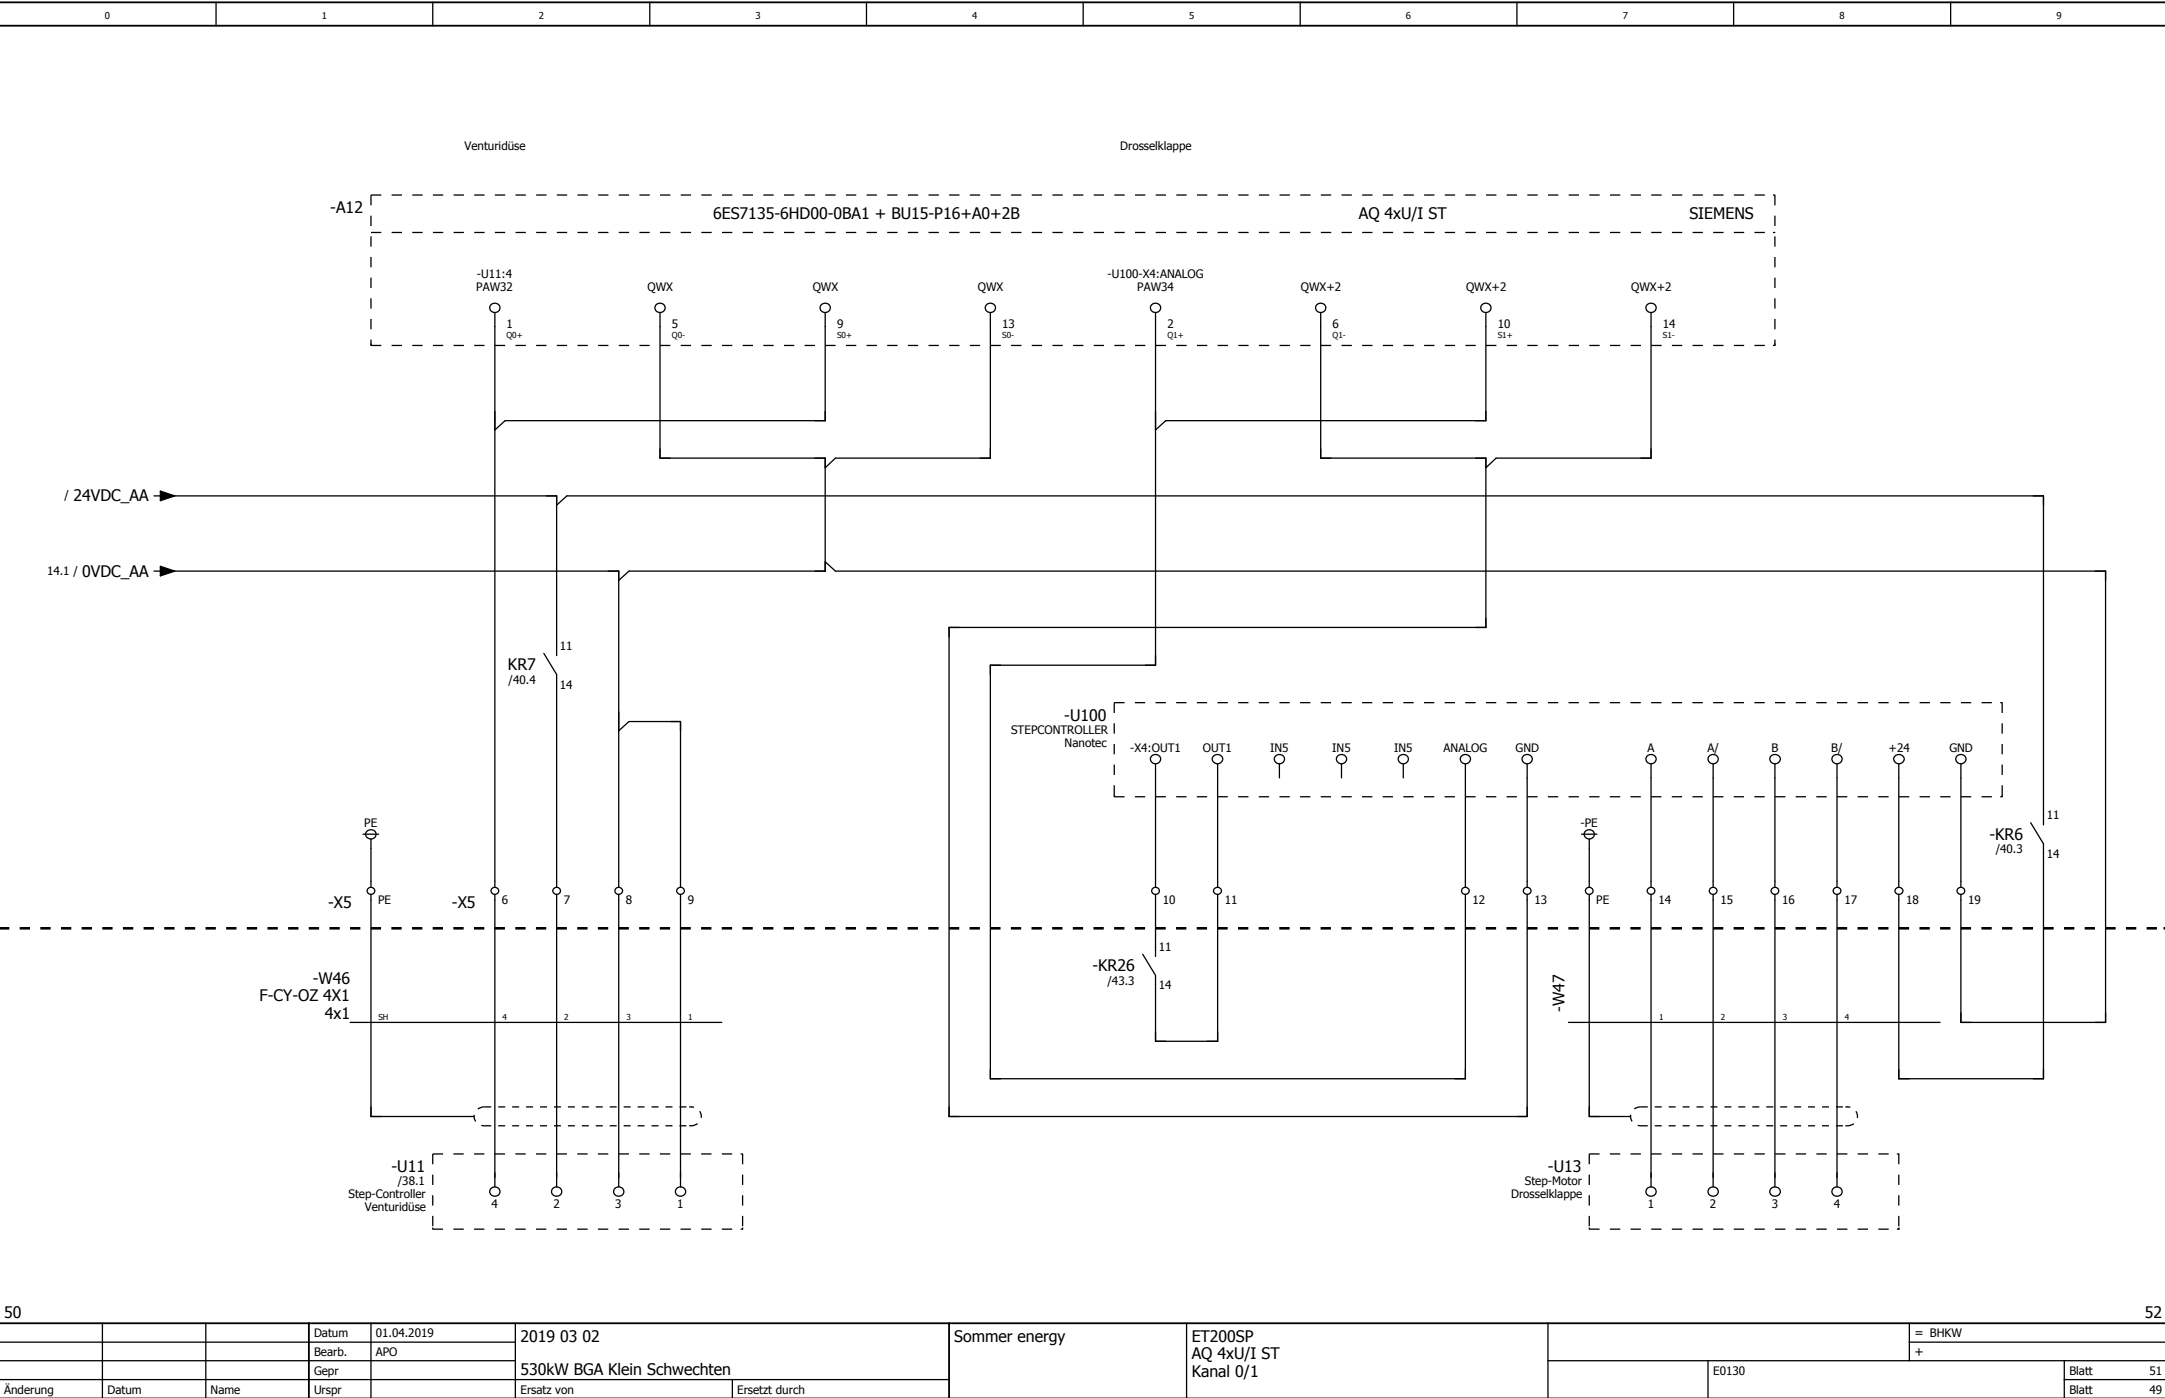 0 1 2 3 4 5 6 7 8 9
Venturidüse
Drosselklappe
-A12
6ES7135-6HD00-0BA1 + BU15-P16+A0+2B
AQ 4xU/I ST
SIEMENS
-U11:4
PAW32
QWX
QWX
QWX
-U100-X4:ANALOG
PAW34
QWX+2
QWX+2
QWX+2
1
Q0+
5
Q0-
9
S0+
13
S0-
2
Q1+
6
Q1-
10
S1+
14
S1-
/ 24VDC_AA
14.1 / 0VDC_AA
KR7
/40.4
11
14
-U100
STEPCONTROLLER
Nanotec
-X4:OUT1 OUT1 IN5 IN5 IN5 ANALOG GND A A/ B B/ +24 GND
PE
-PE
-KR6
/40.3
11
14
-X5 PE -X5 6 7 8 9 10 11 12 13 PE 14 15 16 17 18 19
-KR26
/43.3
11
14
-W46
F-CY-OZ 4X1
4x1
SH 4 2 3 1
-W47
1 2 3 4
-U11
/38.1
Step-Controller
Venturidüse
4 2 3 1
-U13
Step-Motor
Drosselklappe
1 2 3 4
50
52
Datum 01.04.2019
Bearb. APO
Gepr
Änderung Datum Name Urspr
2019 03 02
530kW BGA Klein Schwechten
Ersatz von Ersetzt durch
Sommer energy
ET200SP
AQ 4xU/I ST
Kanal 0/1
E0130
= BHKW
+
Blatt 51
Blatt 49